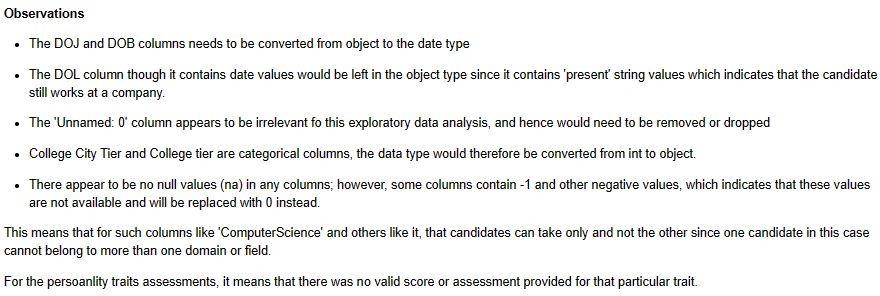 Observations
• The DOJ and DOB columns needs to be converted from object to the date type
• The DOL column though it contains date values would be left in the object type since it contains 'present' string values which indicates that the candidate
still works at a company.
• The 'Unnamed: 0' column appears to be irrelevant fo this exploratory data analysis, and hence would need to be removed or dropped
• College City Tier and College tier are categorical columns, the data type would therefore be converted from int to object.
• There appear to be no null values (na) in any columns; however, some columns contain -1 and other negative values, which indicates that these values
are not available and will be replaced with 0 instead.
This means that for such columns like 'ComputerScience' and others like it, that candidates can take only and not the other since one candidate in this case
cannot belong to more than one domain or field.
For the persoanlity traits assessments, it means that there was no valid score or assessment provided for that particular trait.